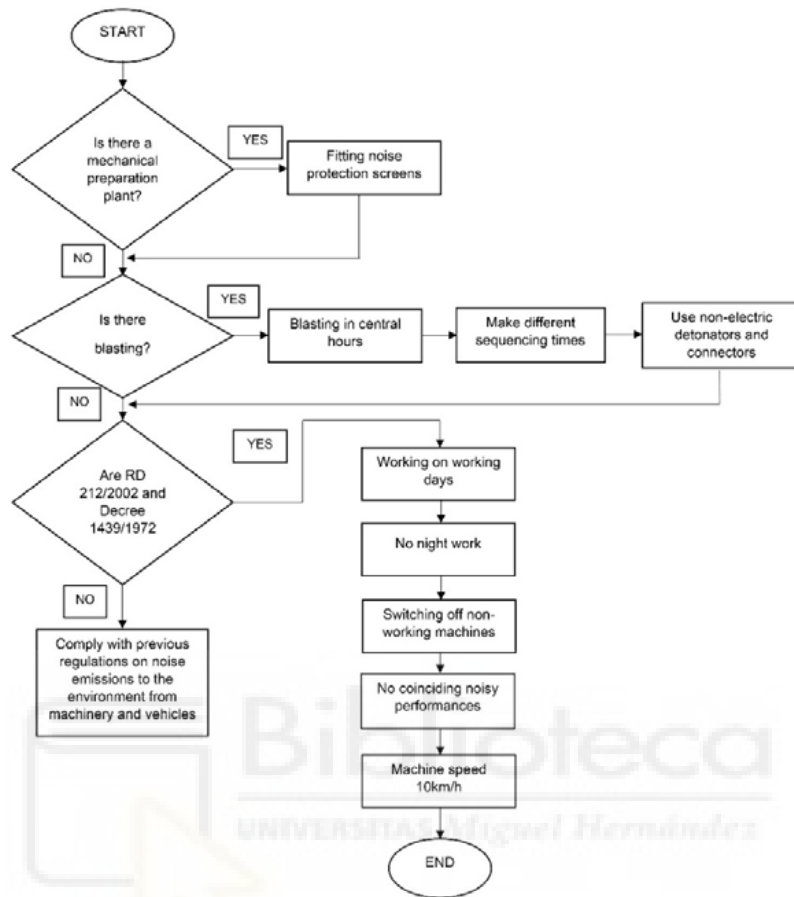 START
Is there a
mechanical
preparation
plant?
YES
Fitting noise
protection screens
NO
Is there
blasting?
YES
Blasting in central
hours
Make different
sequencing times
Use non-electric
detonators and
connectors
NO
Are RD
212/2002 and
Decree
1439/1972
YES
Working on working
days
No night work
Switching off non-
working machines
No coinciding noisy
performances
Machine speed
10km/h
END
NO
Comply with previous
regulations on noise
emissions to the
environment from
machinery and vehicles
Biblioteca
UNIVERSITAS Miguel Hernández